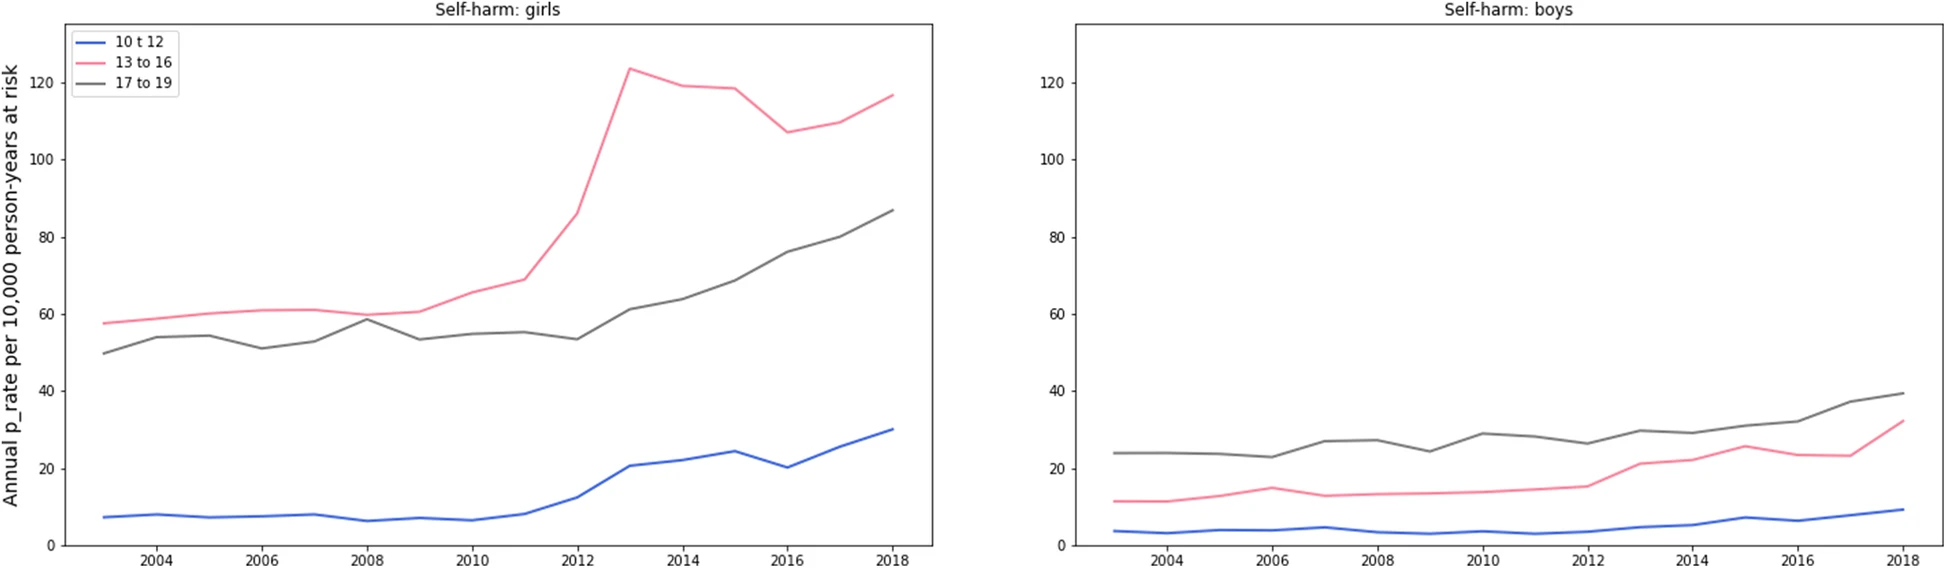 Self-harm: girls
10 t 12
13 to 16
17 to 19
Annual p_rate per 10,000 person-years at risk
120
100
80
60
40
20
0
2004 2006 2008 2010 2012 2014 2016 2018
Self-harm: boys
120
100
80
60
40
20
0
2004 2006 2008 2010 2012 2014 2016 2018